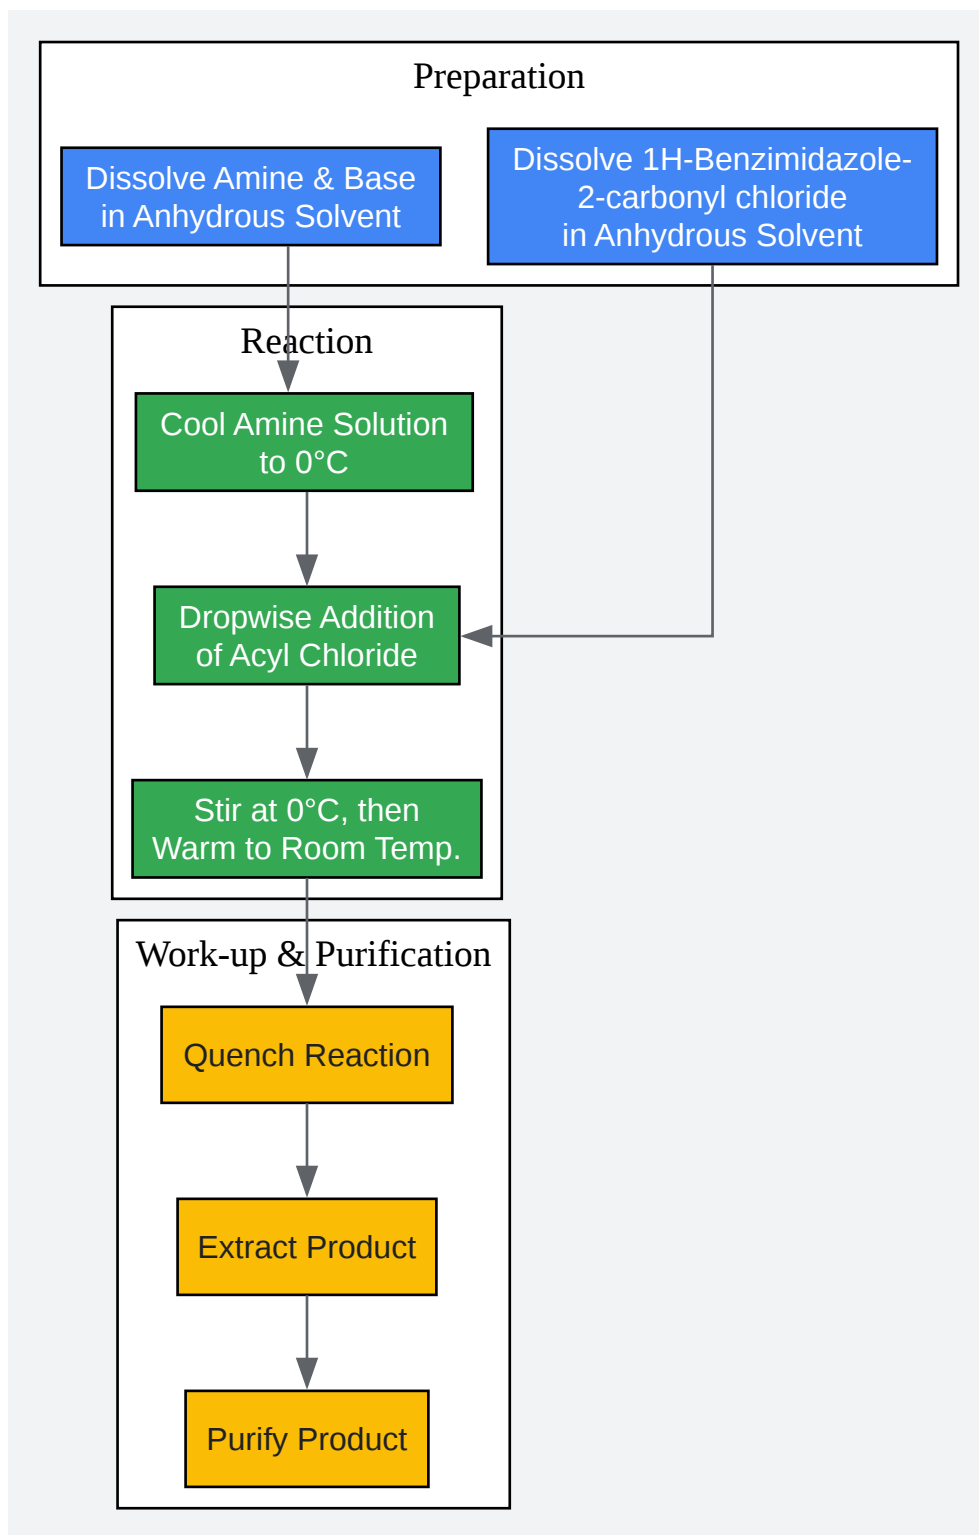 Preparation
Dissolve Amine & Base
in Anhydrous Solvent
Dissolve 1H-Benzimidazole-
2-carbonyl chloride
in Anhydrous Solvent
Reaction
Cool Amine Solution
to 0°C
Dropwise Addition
of Acyl Chloride
Stir at 0°C, then
Warm to Room Temp.
Work-up & Purification
Quench Reaction
Extract Product
Purify Product